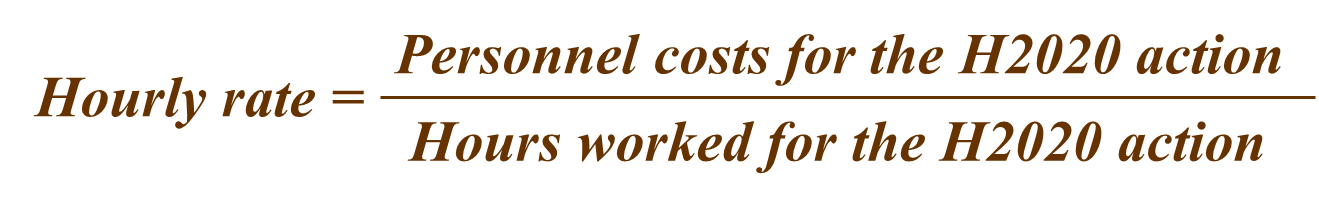 Personnel costs for the H2020 action
Hourly rate =
Hours worked for the H2020 action